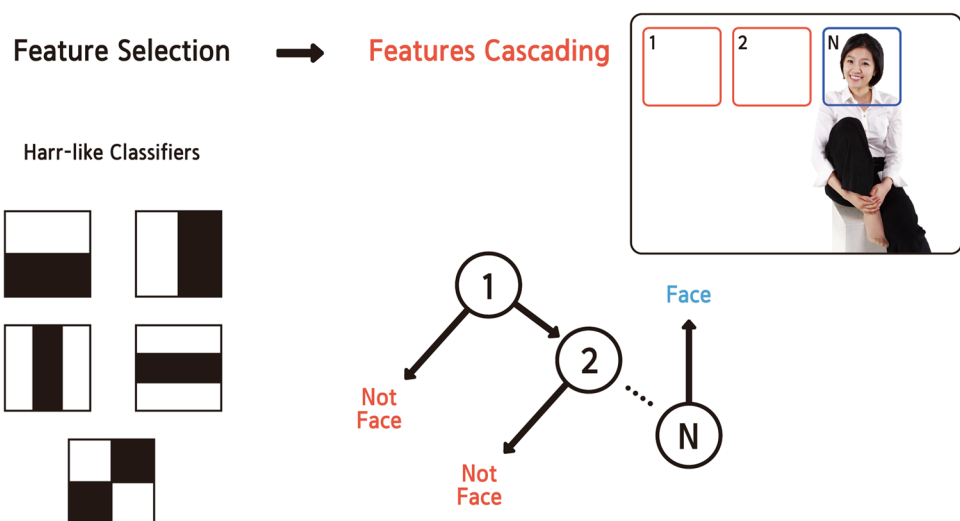 Feature Selection
Features Cascading
1
2
N
Harr-like Classifiers
1
Face
2
Not
Face
N
Not
Face